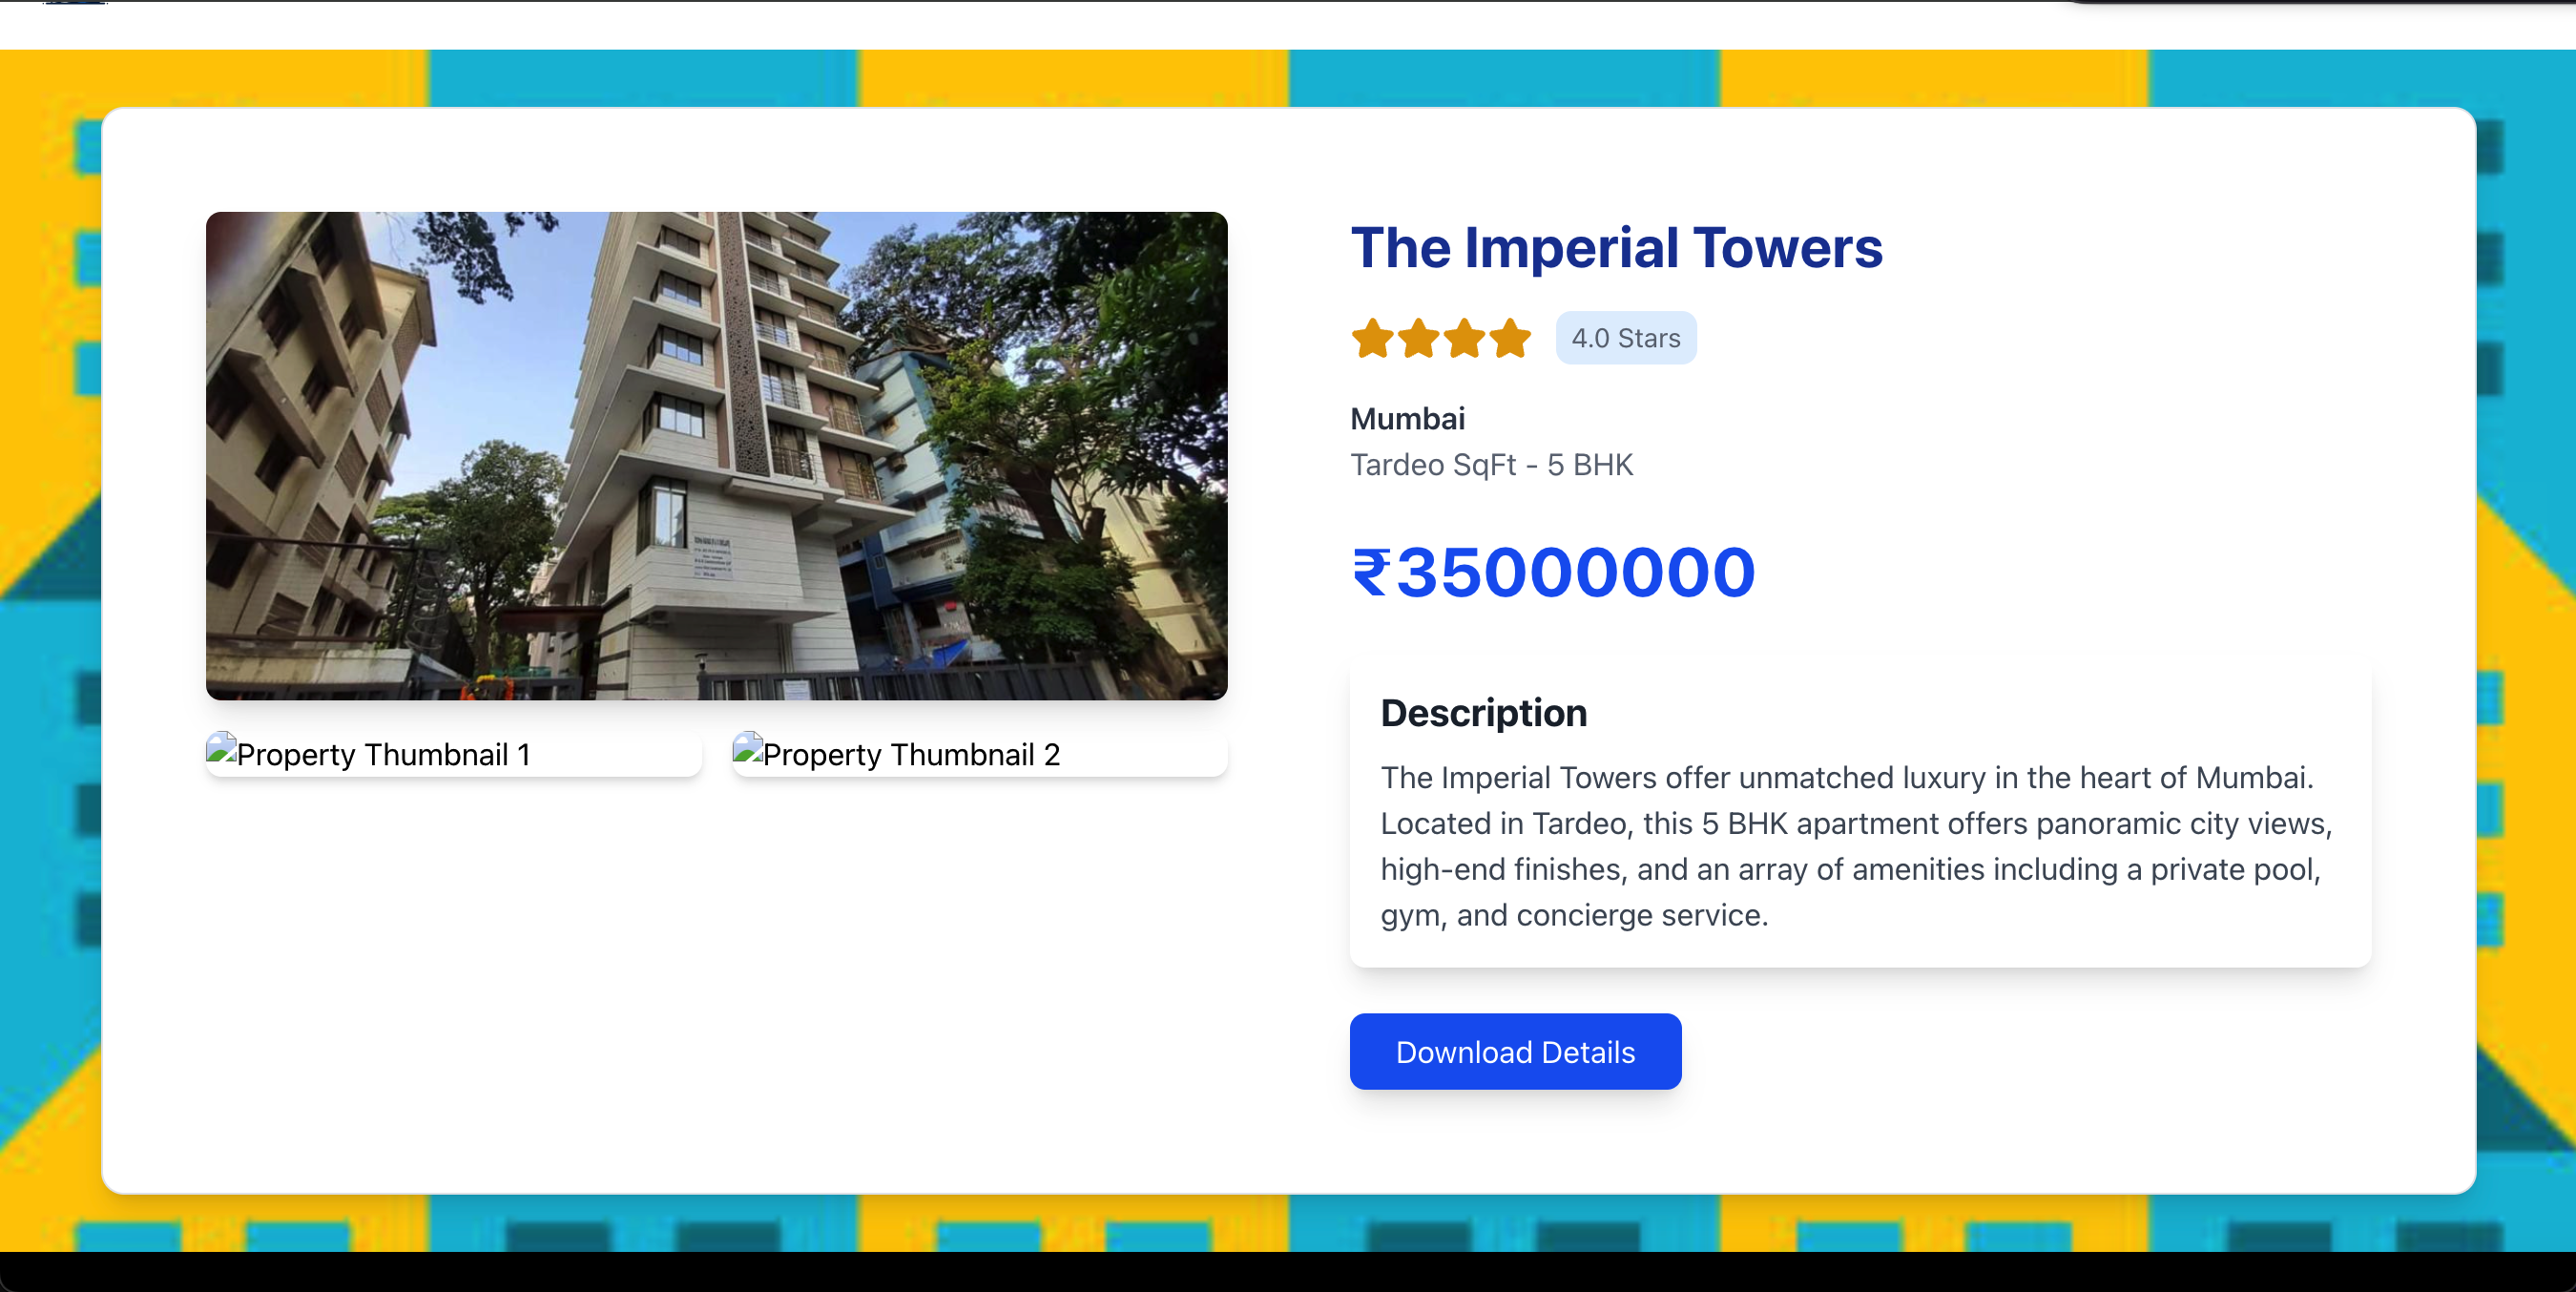 The Imperial Towers
4.0 Stars
Mumbai
Tardeo SqFt - 5 BHK
₹35000000
Property Thumbnail 1
Property Thumbnail 2
Description
The Imperial Towers offer unmatched luxury in the heart of Mumbai.
Located in Tardeo, this 5 BHK apartment offers panoramic city views,
high-end finishes, and an array of amenities including a private pool,
gym, and concierge service.
Download Details